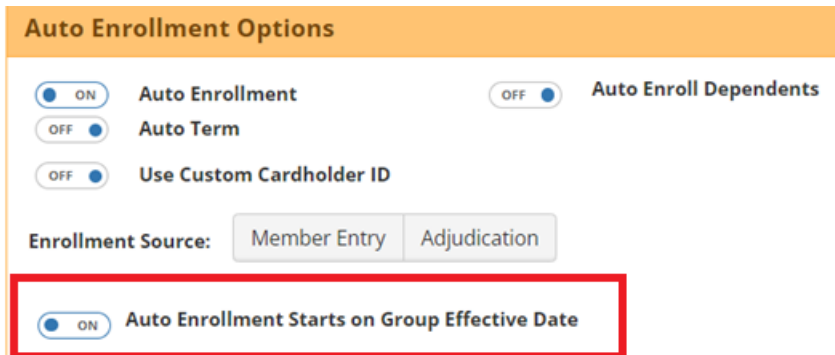 Auto Enrollment Options
ON Auto Enrollment OFF Auto Enroll Dependents
OFF Auto Term
OFF Use Custom Cardholder ID
Enrollment Source: Member Entry Adjudication
ON Auto Enrollment Starts on Group Effective Date